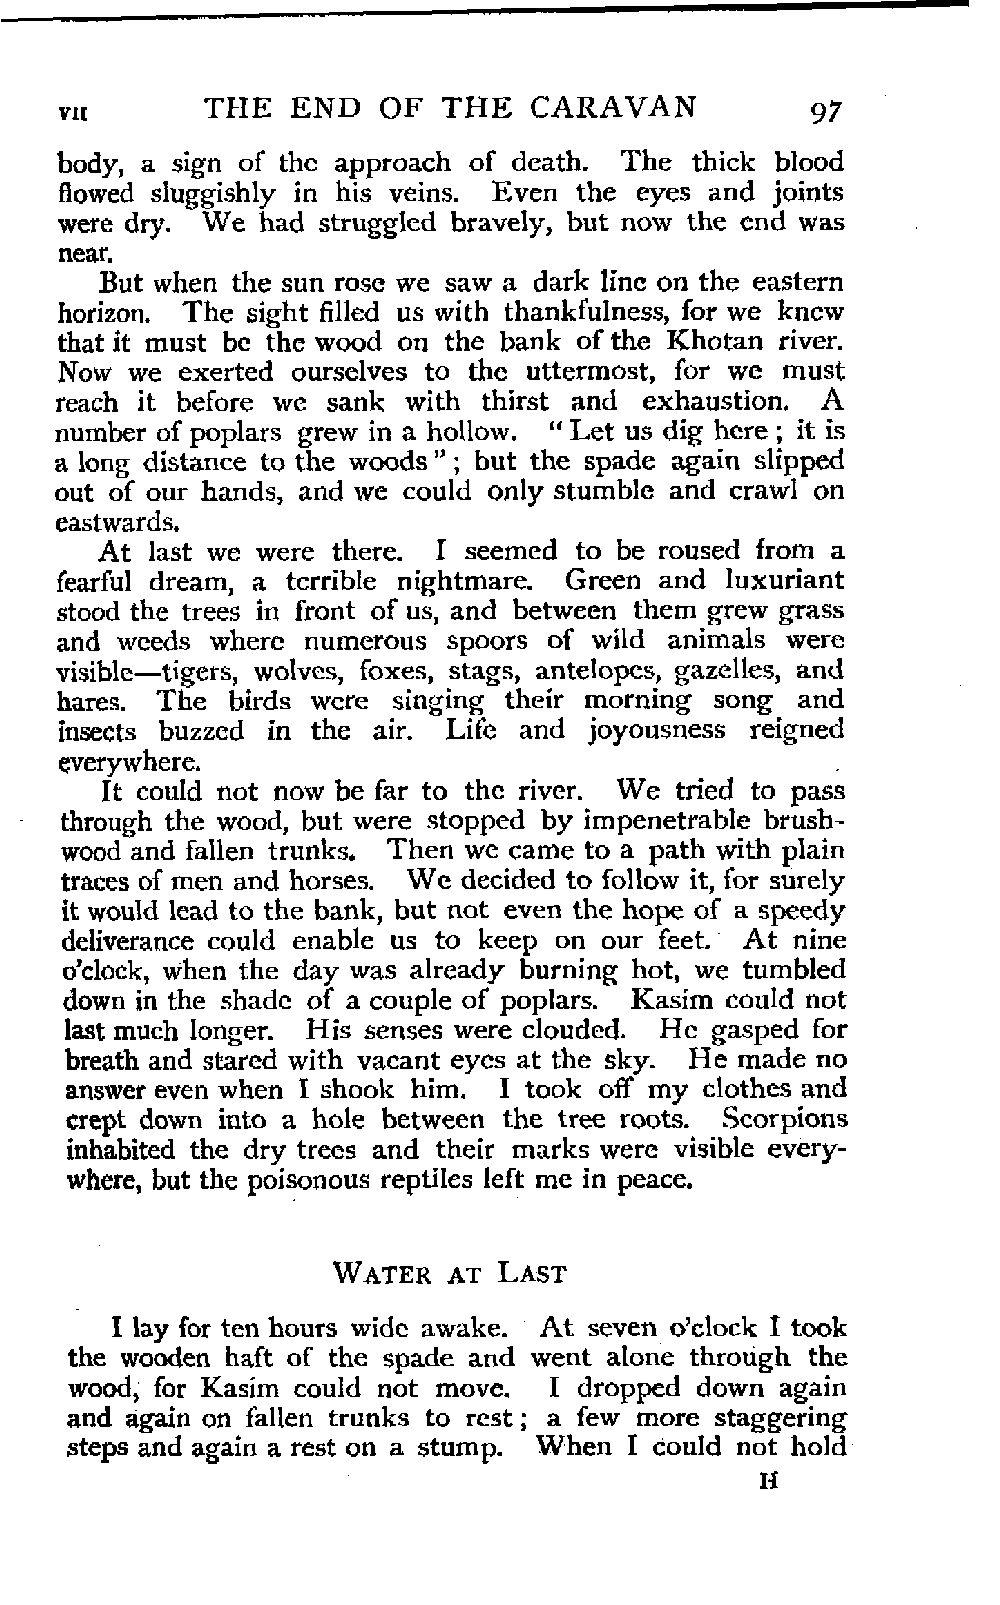 VII THE END OF THE CARAVAN 97
body, a sign of the approach of death. The thick blood
flowed sluggishly in his veins. Even the eyes and joints
were dry. We had struggled bravely, but now the end was
near.
But when the sun rose we saw a dark line on the eastern
horizon. The sight filled us with thankfulness, for we knew
that it must be the wood on the bank of the Khotan river.
Now we exerted ourselves to the uttermost, for we must
reach it before we sank with thirst and exhaustion. A
number of poplars grew in a hollow. "Let us dig here; it is
a long distance to the woods"; but the spade again slipped
out of our hands, and we could only stumble and crawl on
eastwards.
At last we were there. I seemed to be roused from a
fearful dream, a terrible nightmare. Green and luxuriant
stood the trees in front of us, and between them grew grass
and weeds where numerous spoors of wild animals were
visible—tigers, wolves, foxes, stags, antelopes, gazelles, and
hares. The birds were singing their morning song and
insects buzzed in the air. Life and joyousness reigned
everywhere.
It could not now be far to the river. We tried to pass
through the wood, but were stopped by impenetrable brush-
wood and fallen trunks. Then we came to a path with plain
traces of men and horses. We decided to follow it, for surely
it would lead to the bank, but not even the hope of a speedy
deliverance could enable us to keep on our feet. At nine
o'clock, when the day was already burning hot, we tumbled
down in the shade of a couple of poplars. Kasim could not
last much longer. His senses were clouded. He gasped for
breath and stared with vacant eyes at the sky. He made no
answer even when I shook him. I took off my clothes and
crept down into a hole between the tree roots. Scorpions
inhabited the dry trees and their marks were visible every-
where, but the poisonous reptiles left me in peace.
WATER AT LAST
I lay for ten hours wide awake. At seven o'clock I took
the wooden haft of the spade and went alone through the
wood, for Kasim could not move. I dropped down again
and again on fallen trunks to rest; a few more staggering
steps and again a rest on a stump. When I could not hold
H